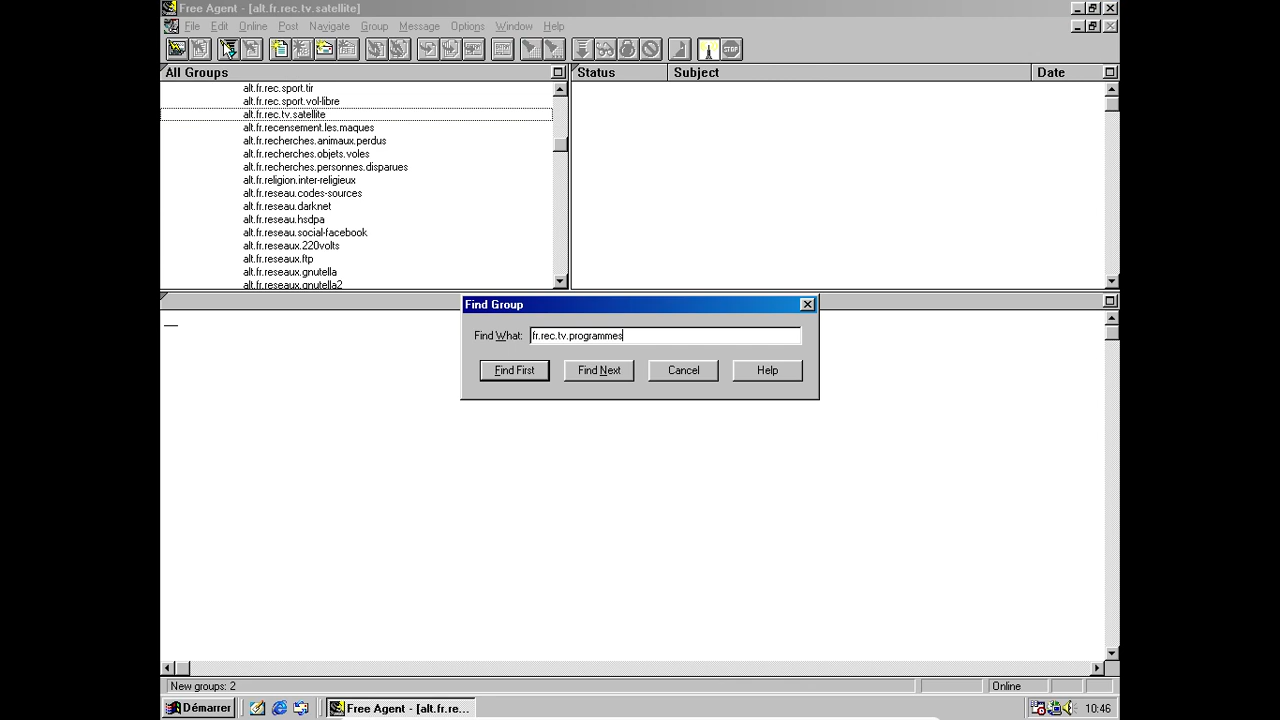 Free Agent - [alt.fr.rec.tv.satellite]
File Edit Online Post Navigate Group Message Options Window Help
STOP
All Groups Status Subject Date
alt.fr.rec.sport.tir
alt.fr.rec.sport.vol-libre
alt.fr.rec.tv.satellite
alt.fr.recensement.les.maques
alt.fr.recherches.animaux.perdus
alt.fr.recherches.objets.voles
alt.fr.recherches.personnes.disparues
alt.fr.religion.inter-religieux
alt.fr.reseau.codes-sources
alt.fr.reseau.darknet
alt.fr.reseau.hsdpa
alt.fr.reseau.social-facebook
alt.fr.reseaux.220volts
alt.fr.reseaux.ftp
alt.fr.reseaux.gnutella
alt.fr.reseaux.gnutella2
Find Group
Find What: fr.rec.tv.programmes
Find First Find Next Cancel Help
New groups: 2 Online
Démarrer Free Agent - [alt.fr.re... 10:46